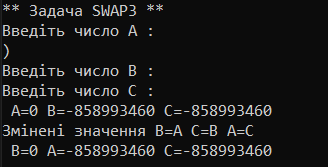 ** Задача SWAP3 **
Введіть число A :
)
Введіть число B :
Введіть число C :
A=0 B=-858993460 C=-858993460
Змінені значення B=A C=B A=C
B=0 A=-858993460 C=-858993460